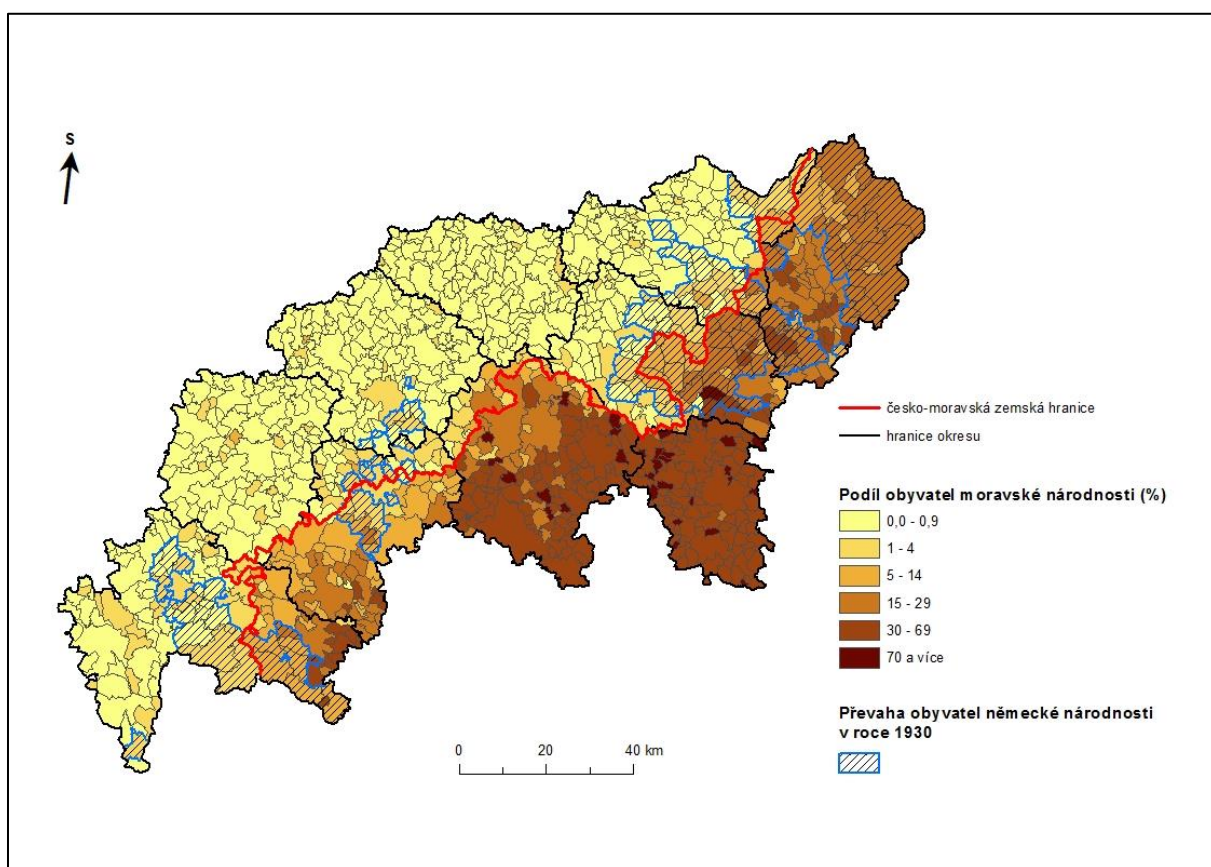 S
česko-moravská zemská hranice
hranice okresu
Podíl obyvatel moravské národnosti (%)
0,0 - 0,9
1 - 4
5 - 14
15 - 29
30 - 69
70 a více
Převaha obyvatel německé národnosti
v roce 1930
0 20 40 km